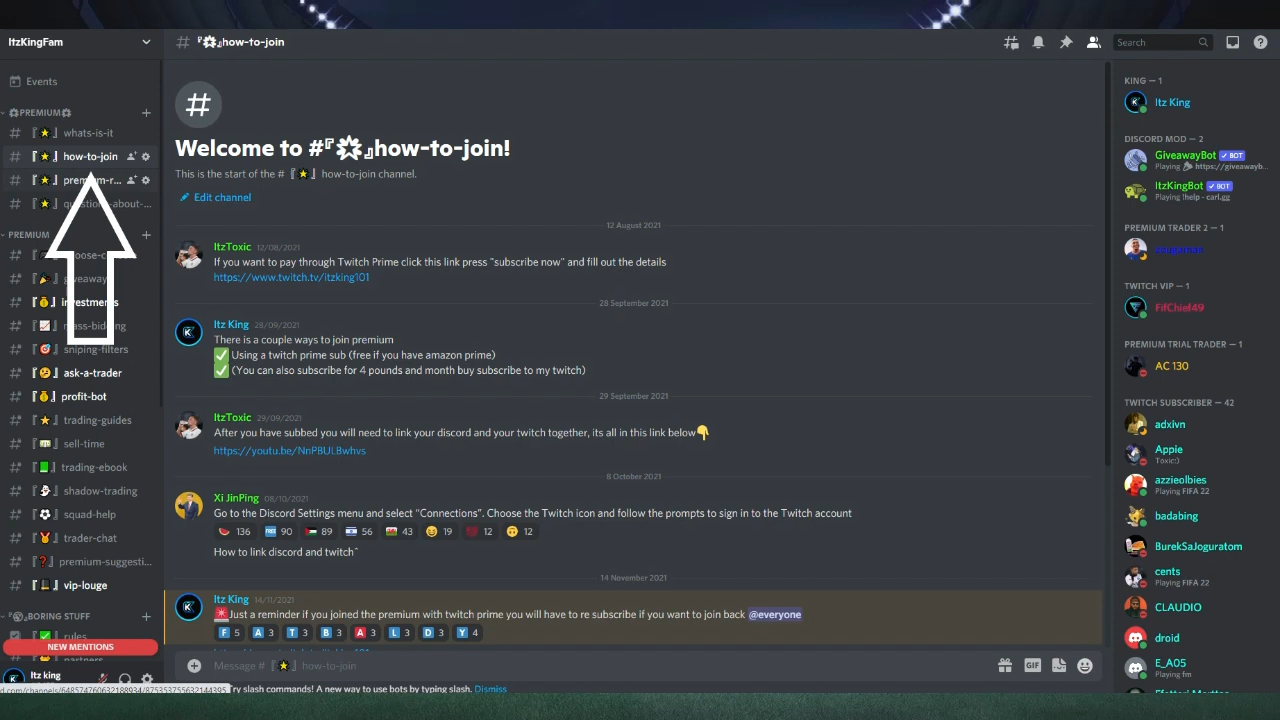 ItzKingFam
how-to-join
Search
Events
PREMIUM
whats-is-it
how-to-join
premium-r...
PREMIUM
investments
sniping-filters
ask-a-trader
profit-bot
trading-guides
sell-time
trading-ebook
shadow-trading
squad-help
trader-chat
premium-suggesti...
vip-louge
BORING STUFF
rules
NEW MENTIONS
Itz king
d.com/channels/648574760632188934/875353755632144395
Welcome to #『』how-to-join!
This is the start of the # 『⭐』 how-to-join channel.
Edit channel
12 August 2021
ItzToxic 12/08/2021
If you want to pay through Twitch Prime click this link press "subscribe now" and fill out the details
https://www.twitch.tv/itzking101
28 September 2021
Itz King 28/09/2021
There is a couple ways to join premium
✅Using a twitch prime sub (free if you have amazon prime)
✅(You can also subscribe for 4 pounds and month buy subscribe to my twitch)
29 September 2021
ItzToxic 29/09/2021
After you have subbed you will need to link your discord and your twitch together, its all in this link below👇
https://youtu.be/NnPBULBwhvs
8 October 2021
Xi JinPing 08/10/2021
Go to the Discord Settings menu and select "Connections". Choose the Twitch icon and follow the prompts to sign in to the Twitch account
136 FREE 90 89 56 43 19 12 12
How to link discord and twitch^
14 November 2021
Itz King 14/11/2021
🚨Just a reminder if you joined the premium with twitch prime you will have to re subscribe if you want to join back @everyone
F 5 A 3 T 3 B 3 A 3 L 3 D 3 Y 4
Message # 『⭐』 how-to-join
GIF
Try slash commands! A new way to use bots by typing slash. Dismiss
KING — 1
Itz King
DISCORD MOD — 2
GiveawayBot ✓ BOT
Playing 🎉 https://giveawayb...
ItzKingBot ✓ BOT
Playing !help - carl.gg
PREMIUM TRADER 2 — 1
TWITCH VIP — 1
FifChief49
PREMIUM TRIAL TRADER — 1
AC 130
TWITCH SUBSCRIBER — 42
adxivn
Appie
Toxic:)
azzieolbies
Playing FIFA 22
badabing
BurekSaJoguratom
cents
Playing FIFA 22
CLAUDIO
droid
E_A05
Playing fm